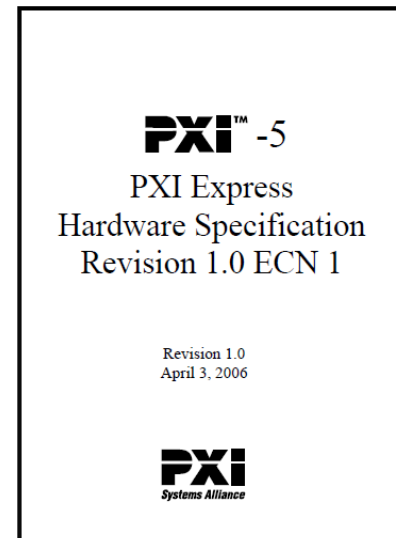 PXI™ -5
PXI Express
Hardware Specification
Revision 1.0 ECN 1
Revision 1.0
April 3, 2006
PXI
Systems Alliance